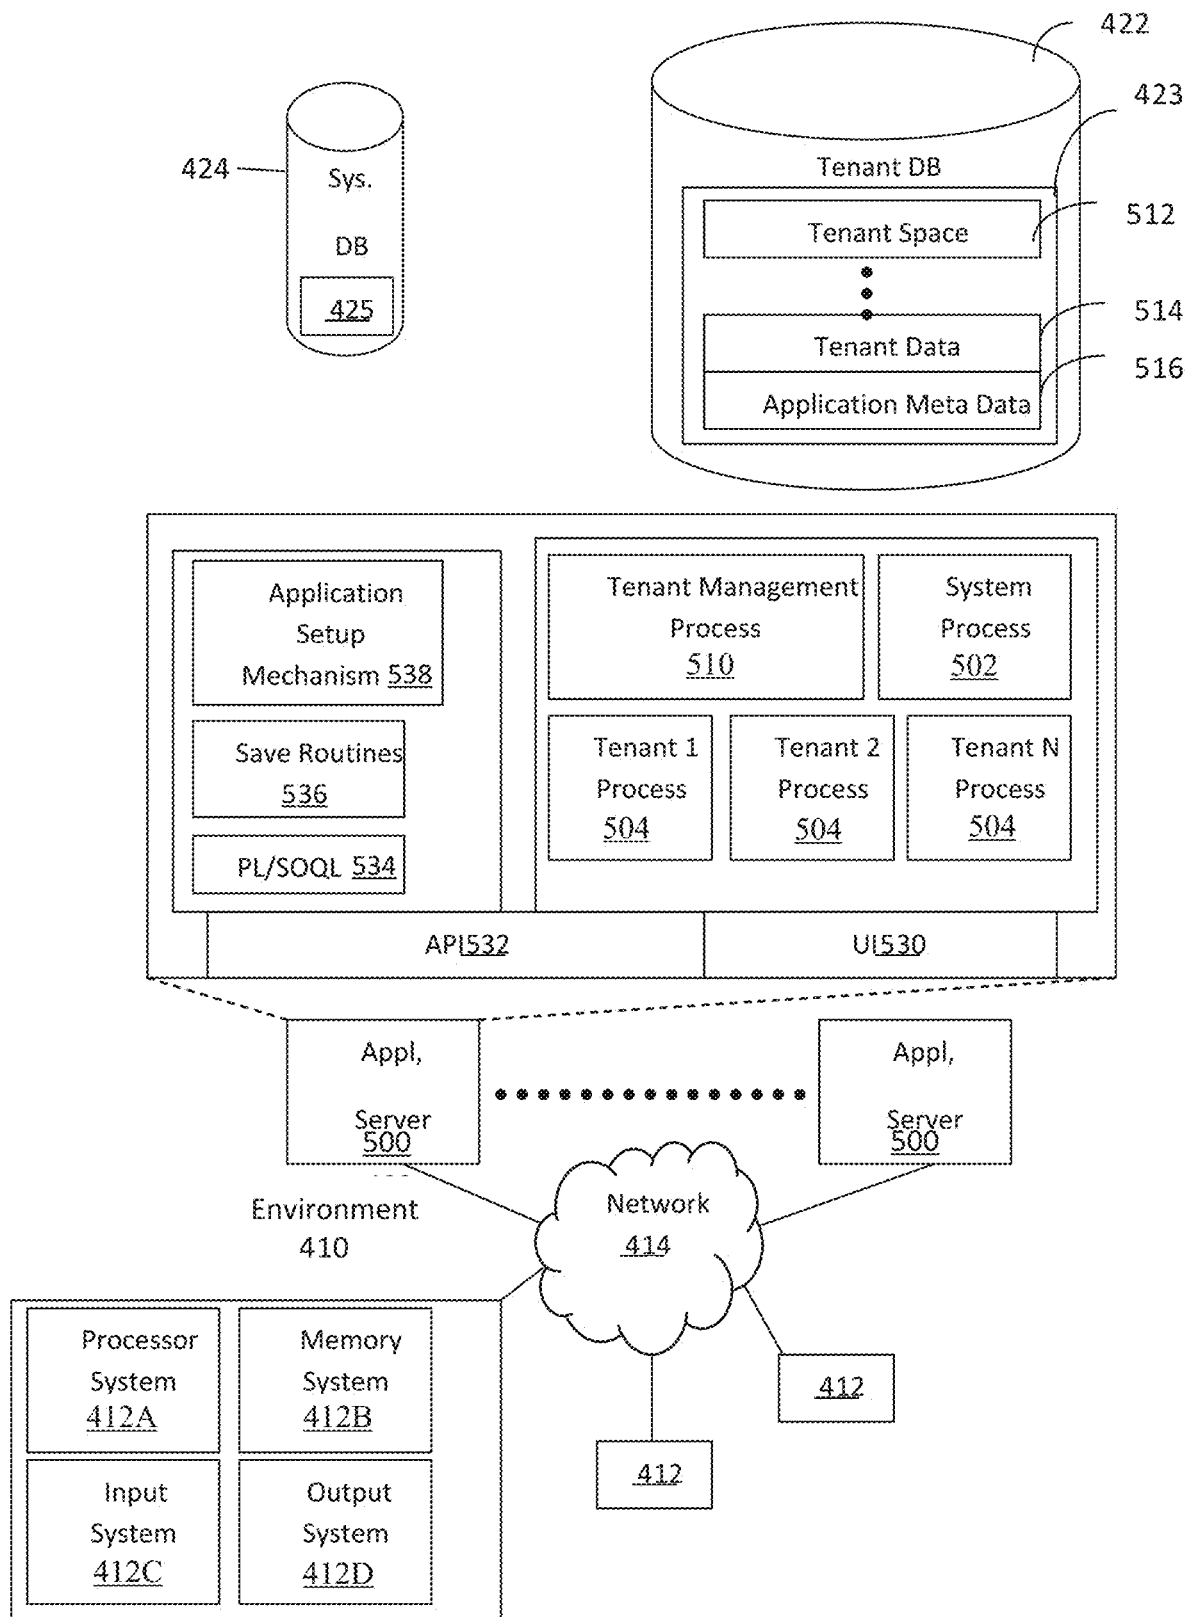 422
423
Tenant DB
424
Sys.
DB
425
Tenant Space
512
514
Tenant Data
516
Application Meta Data
Application
Setup
Mechanism 538
Tenant Management
Process
510
System
Process
502
Save Routines
536
Tenant 1
Process
504
Tenant 2
Process
504
Tenant N
Process
504
PL/SOQL 534
API532
UI530
Appl,
Server
500
Appl,
Server
500
Environment
410
Network
414
Processor
System
412A
Memory
System
412B
Input
System
412C
Output
System
412D
412
412